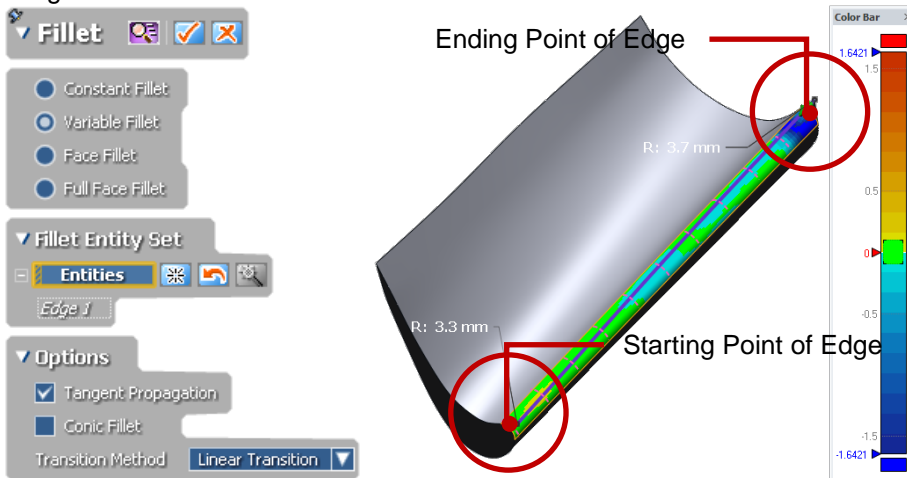 Fillet
Constant Fillet
Variable Fillet
Face Fillet
Full Face Fillet
Fillet Entity Set
Entities
Edge 1
Options
Tangent Propagation
Conic Fillet
Transition Method Linear Transition
Ending Point of Edge
R: 3.7 mm
R: 3.3 mm
Starting Point of Edge
Color Bar
1.6421
1.5
0.5
0
-0.5
-1.5
-1.6421